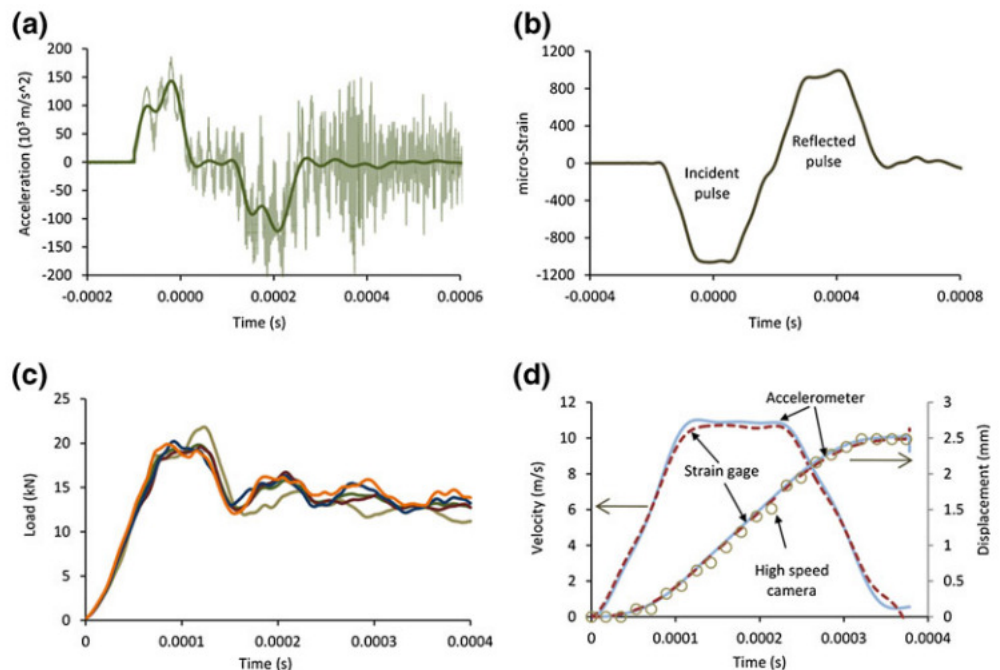 (a)
200
150
100
50
0
-50
-100
-150
-200
Acceleration (10³ m/s^2)
-0.0002 0.0000 0.0002 0.0004 0.0006
Time (s)
(b)
1200
800
400
0
-400
-800
-1200
micro-Strain
Incident
pulse
Reflected
pulse
-0.0004 0.0000 0.0004 0.0008
Time (s)
(c)
25
20
15
10
5
0
Load (kN)
0 0.0001 0.0002 0.0003 0.0004
Time (s)
(d)
12
10
8
6
4
2
0
Velocity (m/s)
Accelerometer
Strain gage
High speed
camera
3
2.5
2
1.5
1
0.5
0
Displacement (mm)
0 0.0001 0.0002 0.0003 0.0004
Time (s)